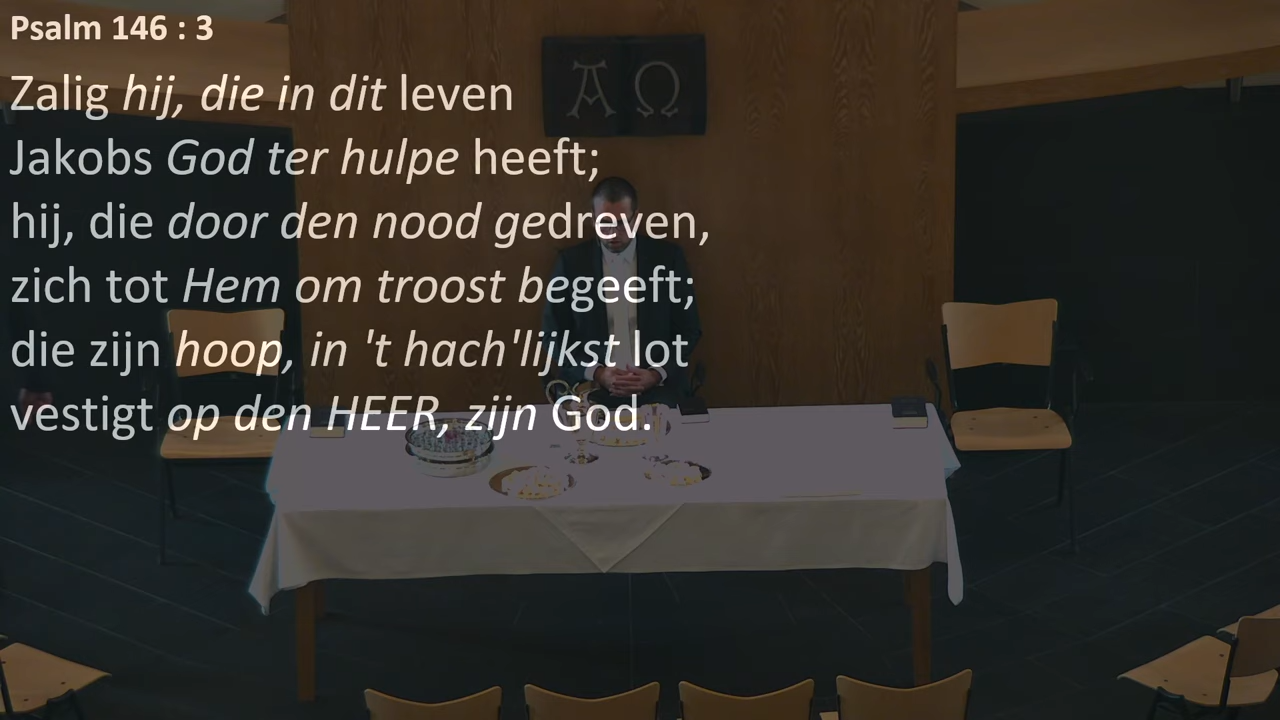 Psalm 146 : 3
ΑΩ
Zalig hij, die in dit leven
Jakobs God ter hulpe heeft;
hij, die door den nood gedreven,
zich tot Hem om troost begeeft;
die zijn hoop, in 't hach'lijkst lot
vestigt op den HEER, zijn God.